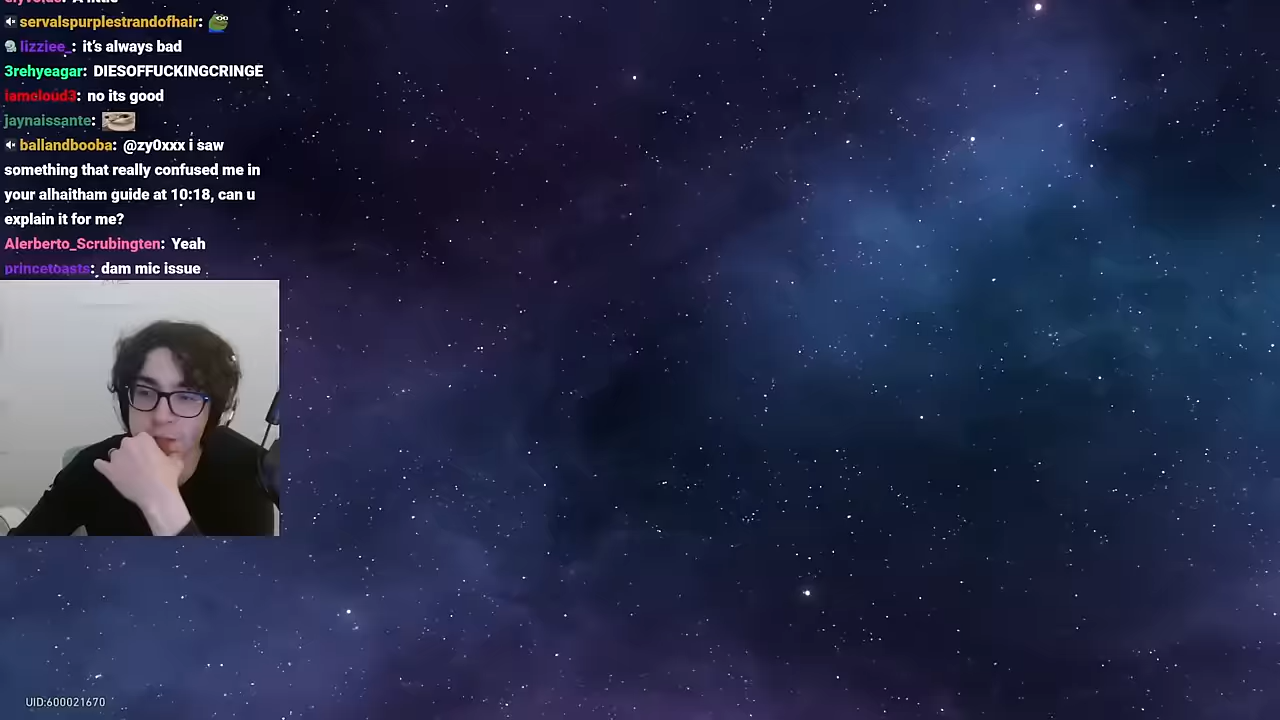 servalspurplestrandofhair:
lizziee_: it's always bad
3rehyeagar: DIESOFFUCKINGCRINGE
iamcloud3: no its good
jaynaissante:
ballandbooba: @zy0xxx i saw
something that really confused me in
your alhaitham guide at 10:18, can u
explain it for me?
Alerberto_Scrubingten: Yeah
princetoasts: dam mic issue
UID:600021670